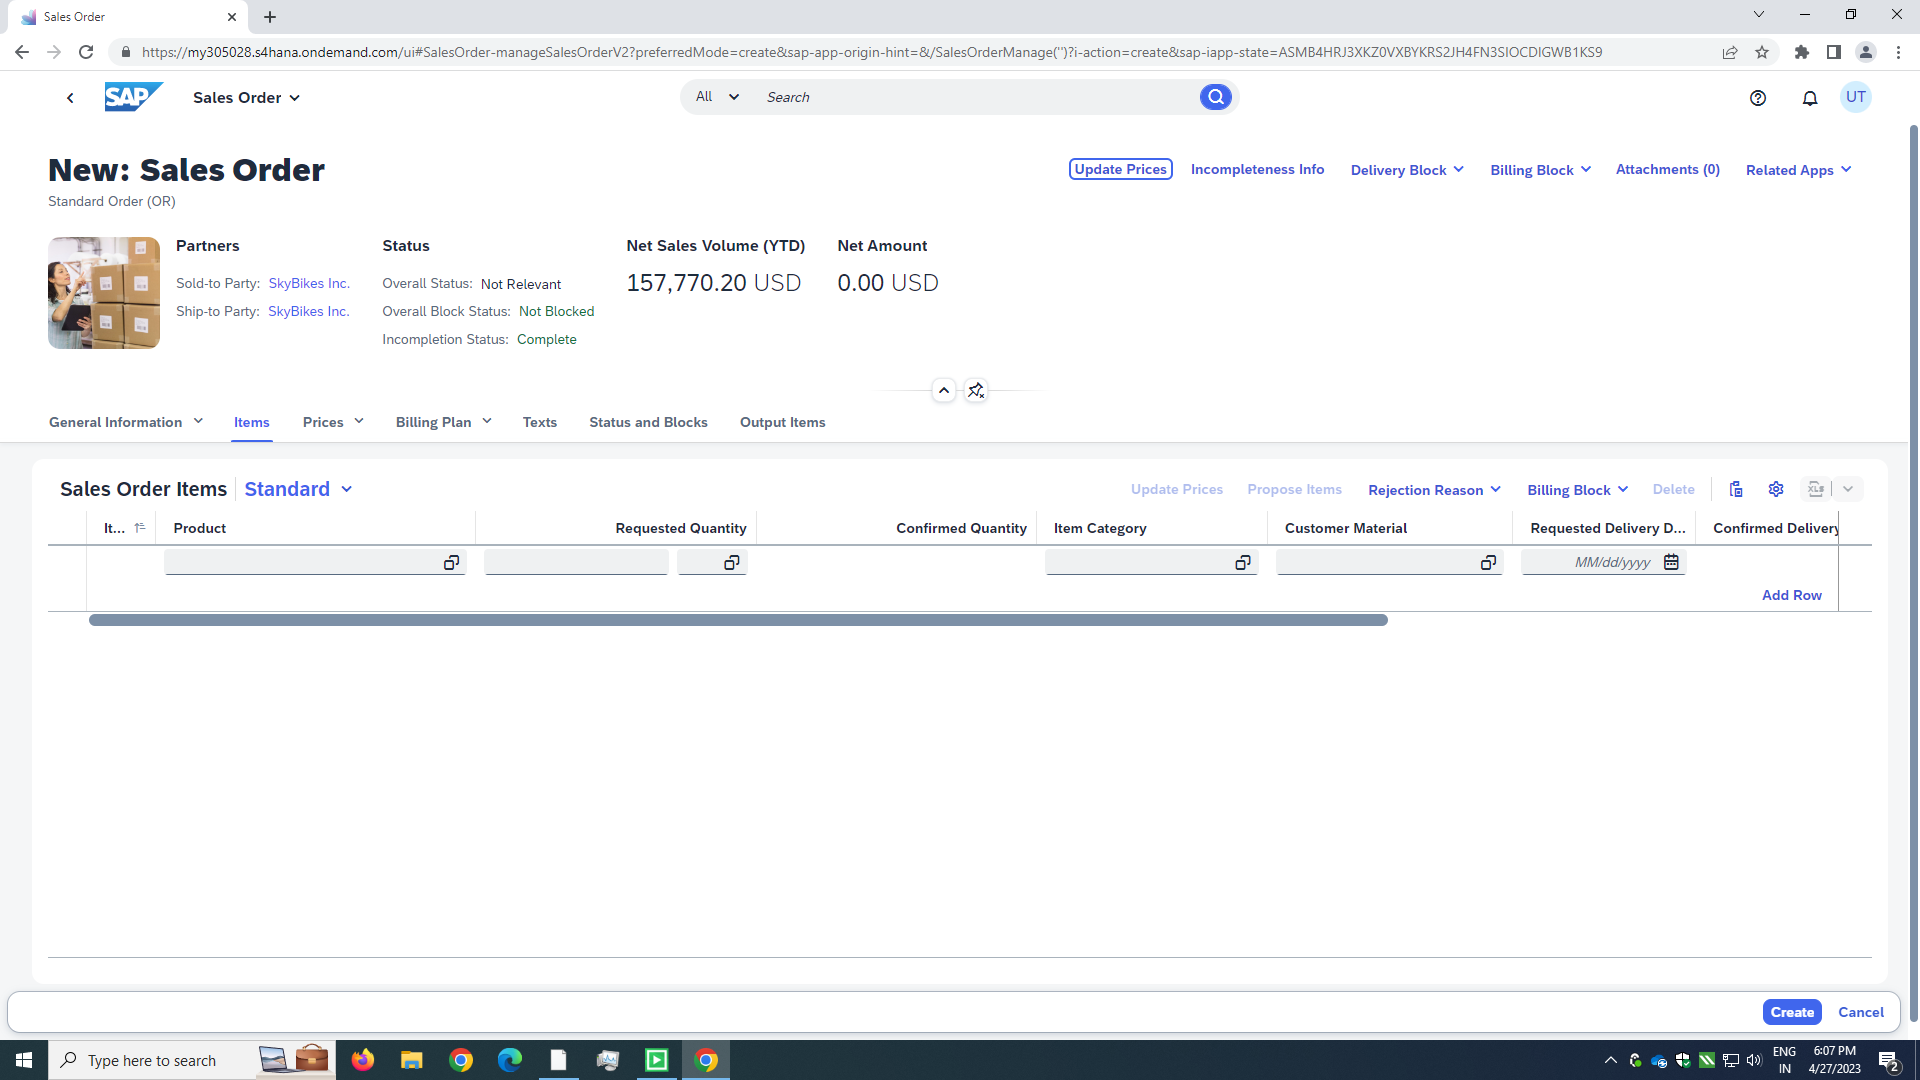 Sales Order
https://my305028.s4hana.ondemand.com/ui#SalesOrder-manageSalesOrderV2?preferredMode=create&sap-app-origin-hint=&/SalesOrderManage('')?i-action=create&sap-iapp-state=ASMB4HRJ3XKZ0VXBYKRS2JH4FN3SIOCDIGWB1KS9
SAP
Sales Order
All
Search
UT
New: Sales Order
Update Prices
Incompleteness Info
Delivery Block
Billing Block
Attachments (0)
Related Apps
Standard Order (OR)
Partners
Sold-to Party: SkyBikes Inc.
Ship-to Party: SkyBikes Inc.
Status
Overall Status: Not Relevant
Overall Block Status: Not Blocked
Incompletion Status: Complete
Net Sales Volume (YTD)
157,770.20 USD
Net Amount
0.00 USD
General Information
Items
Prices
Billing Plan
Texts
Status and Blocks
Output Items
Sales Order Items
Standard
Update Prices
Propose Items
Rejection Reason
Billing Block
Delete
XLS
It...
Product
Requested Quantity
Confirmed Quantity
Item Category
Customer Material
Requested Delivery D...
Confirmed Delivery
MM/dd/yyyy
Add Row
Create
Cancel
Type here to search
ENG
IN
6:07 PM
4/27/2023
2